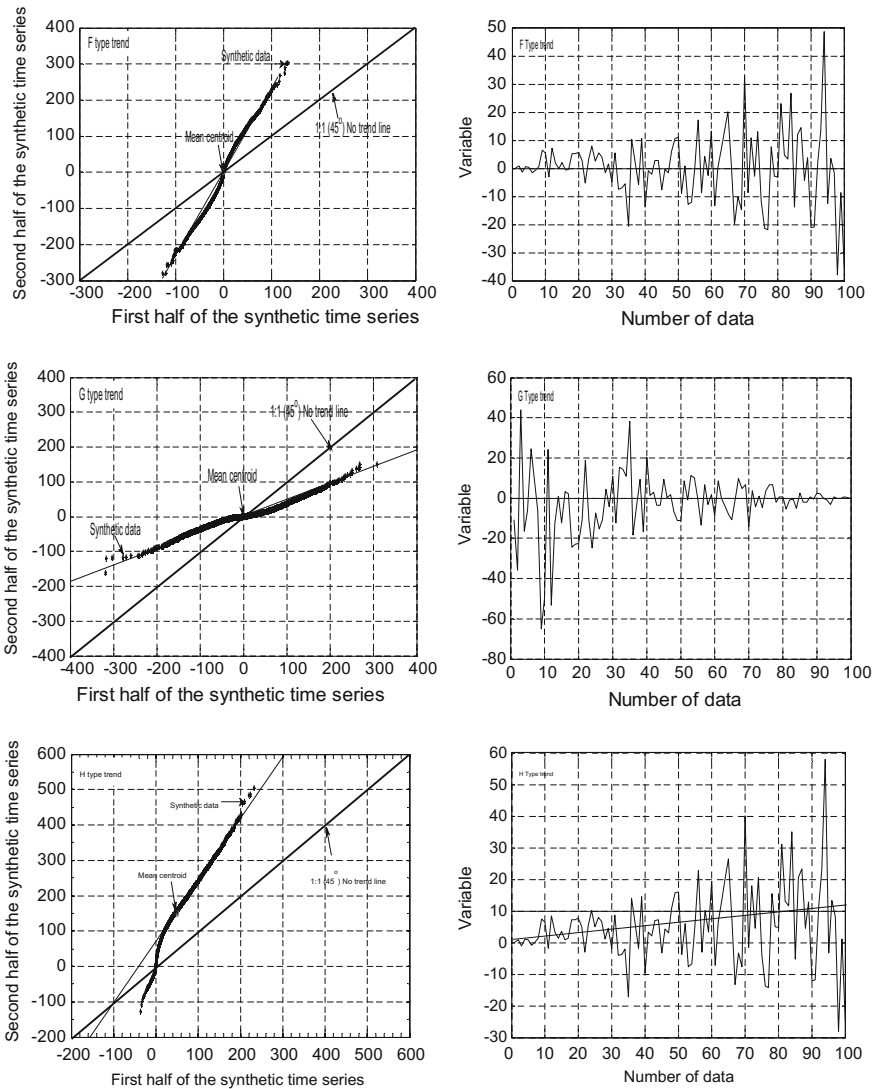 F type trend
Synthetic data
Mean centroid
1:1 (45⁰) No trend line
400
300
200
100
0
-100
-200
-300
-300 -200 -100 0 100 200 300 400
Second half of the synthetic time series
First half of the synthetic time series
F Type trend
50
40
30
20
10
0
-10
-20
-30
-40
0 10 20 30 40 50 60 70 80 90 100
Variable
Number of data
G type trend
1:1 (45⁰) No trend line
Mean centroid
Synthetic data
400
300
200
100
0
-100
-200
-300
-400
-400 -300 -200 -100 0 100 200 300 400
Second half of the synthetic time series
First half of the synthetic time series
G Type trend
60
40
20
0
-20
-40
-60
-80
0 10 20 30 40 50 60 70 80 90 100
Variable
Number of data
H type trend
Synthetic data
Mean centroid
1:1 (45°) No trend line
600
500
400
300
200
100
0
-100
-200
-200 -100 0 100 200 300 400 500 600
Second half of the synthetic time series
First half of the synthetic time series
H Type trend
60
50
40
30
20
10
0
-10
-20
-30
0 10 20 30 40 50 60 70 80 90 100
Variable
Number of data